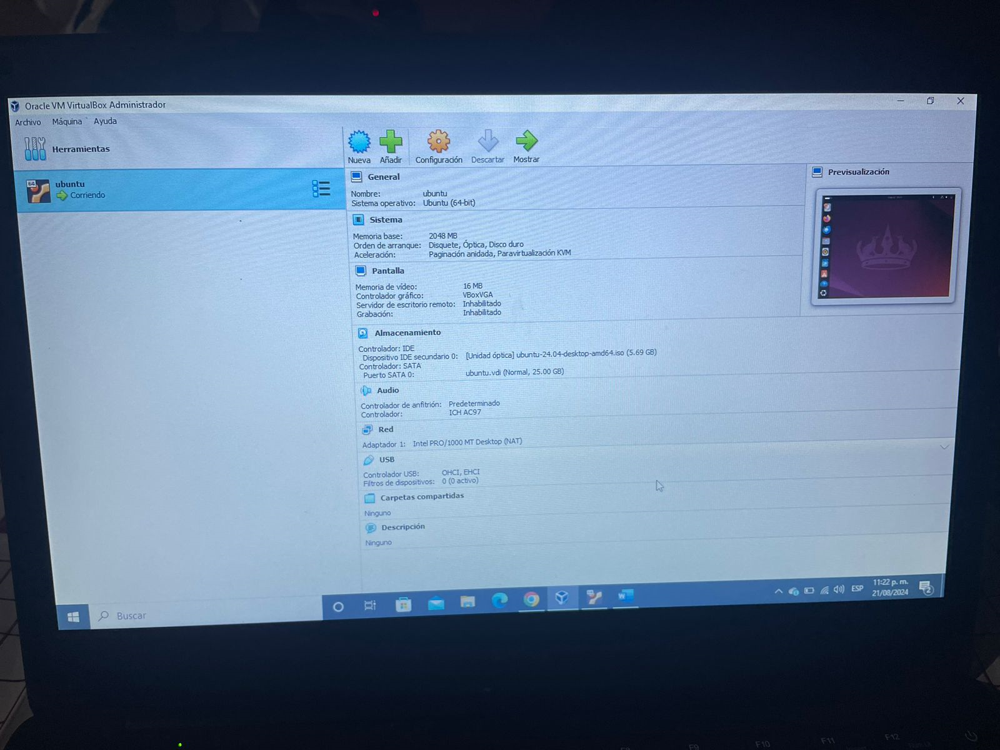 Oracle VM VirtualBox Administrador
Archivo Máquina Ayuda
Herramientas
Nueva Añadir Configuración Descartar Mostrar
64
ubuntu
Corriendo
General
Nombre: ubuntu
Sistema operativo: Ubuntu (64-bit)
Sistema
Memoria base: 2048 MB
Orden de arranque: Disquete, Óptica, Disco duro
Aceleración: Paginación anidada, Paravirtualización KVM
Pantalla
Memoria de vídeo: 16 MB
Controlador gráfico: VBoxVGA
Servidor de escritorio remoto: Inhabilitado
Grabación: Inhabilitado
Almacenamiento
Controlador: IDE
Dispositivo IDE secundario 0: [Unidad óptica] ubuntu-24.04-desktop-amd64.iso (5.69 GB)
Controlador: SATA
Puerto SATA 0: ubuntu.vdi (Normal, 25.00 GB)
Audio
Controlador de anfitrión: Predeterminado
Controlador: ICH AC97
Red
Adaptador 1: Intel PRO/1000 MT Desktop (NAT)
USB
Controlador USB: OHCI, EHCI
Filtros de dispositivos: 0 (0 activo)
Carpetas compartidas
Ninguno
Descripción
Ninguno
Previsualización
Buscar
ESP
11:22 p. m.
21/08/2024
2
F9 F10 F11 F12